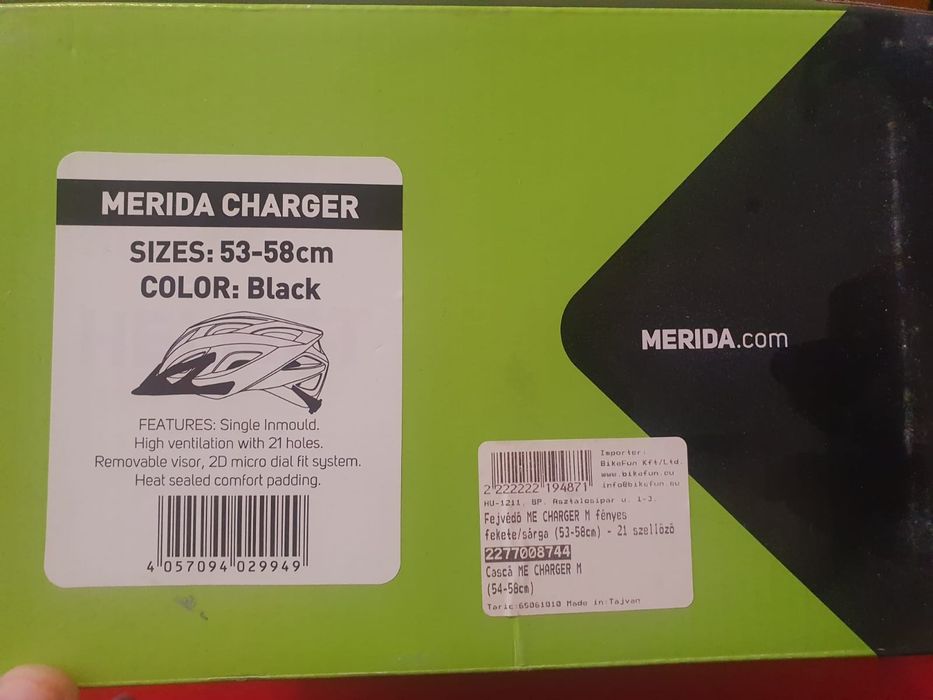 MERIDA CHARGER
SIZES: 53-58cm
COLOR: Black
FEATURES: Single Inmould.
High ventilation with 21 holes.
Removable visor, 2D micro dial fit system.
Heat sealed comfort padding.
4 057094 029949
MERIDA.com
2 222222 194871
Importer:
BikeFun Kft/Ltd.
www.bikefun.eu
info@bikefun.eu
HU-1211. BP. Asztalosipar u. 1-3.
Fejvédő ME CHARGER M fényes
fekete/sárga (53-58cm) - 21 szellőző
2277008744
Cască ME CHARGER M
(54-58cm)
Taric:65061010 Made in:Tajvan